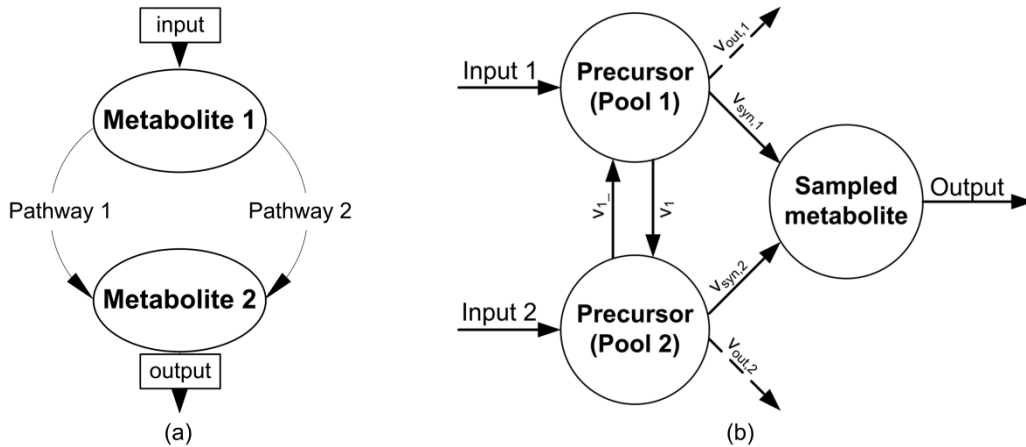 input
Metabolite 1
Pathway 1
Pathway 2
Metabolite 2
output
(a)
Input 1
Precursor
(Pool 1)
vout,1
vsyn,1
v1_
v1
Sampled
metabolite
Output
Input 2
Precursor
(Pool 2)
vsyn,2
vout,2
(b)